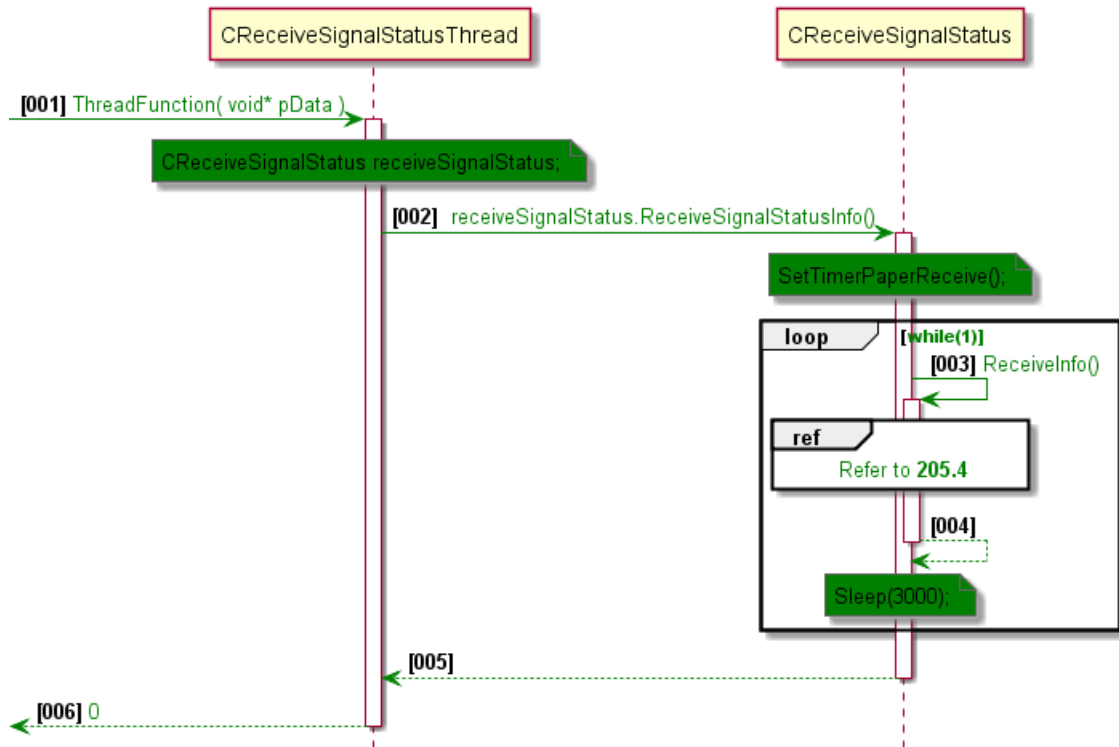 CReceiveSignalStatusThread
CReceiveSignalStatus
[001] ThreadFunction( void* pData )
CReceiveSignalStatus receiveSignalStatus;
[002] receiveSignalStatus.ReceiveSignalStatusInfo()
SetTimerPaperReceive();
loop [while(1)]
[003] ReceiveInfo()
ref
Refer to 205.4
[004]
Sleep(3000);
[005]
[006] 0